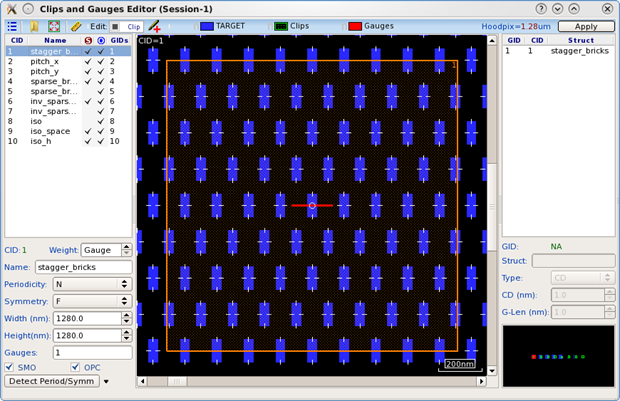 Clips and Gauges Editor (Session-1)
Edit: Clip TARGET Clips Gauges Hoodpix=1.28um Apply
CID Name S GIDs
1 stagger_b... 1
2 pitch_x 2
3 pitch_y 3
4 sparse_br... 4
5 sparse_br... 5
6 inv_spars... 6
7 inv_spars... 7
8 iso 8
9 iso_space 9
10 iso_h 10
CID=1
1
200nm
GID CID Struct
1 1 stagger_bricks
CID: 1 Weight: Gauge
Name: stagger_bricks
Periodicity: N
Symmetry: F
Width (nm): 1280.0
Height(nm): 1280.0
Gauges: 1
SMO OPC
Detect Period/Symm
GID: NA
Struct:
Type: CD
CD (nm): 1.0
G-Len (nm): 1.0